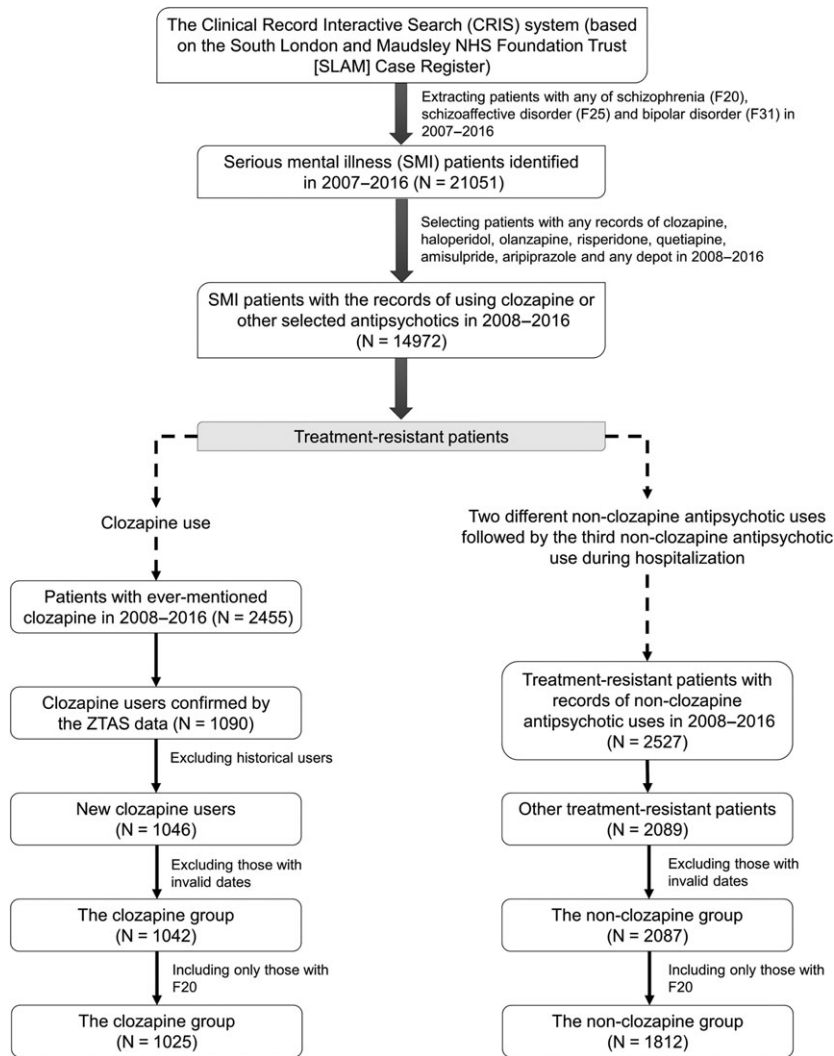 The Clinical Record Interactive Search (CRIS) system (based
on the South London and Maudsley NHS Foundation Trust
[SLAM] Case Register)
Extracting patients with any of schizophrenia (F20),
schizoaffective disorder (F25) and bipolar disorder (F31) in
2007–2016
Serious mental illness (SMI) patients identified
in 2007–2016 (N = 21051)
Selecting patients with any records of clozapine,
haloperidol, olanzapine, risperidone, quetiapine,
amisulpride, aripiprazole and any depot in 2008–2016
SMI patients with the records of using clozapine or
other selected antipsychotics in 2008–2016
(N = 14972)
Treatment-resistant patients
Clozapine use
Patients with ever-mentioned
clozapine in 2008–2016 (N = 2455)
Clozapine users confirmed by
the ZTAS data (N = 1090)
Excluding historical users
New clozapine users
(N = 1046)
Excluding those with
invalid dates
The clozapine group
(N = 1042)
Including only those with
F20
The clozapine group
(N = 1025)
Two different non-clozapine antipsychotic uses
followed by the third non-clozapine antipsychotic
use during hospitalization
Treatment-resistant patients with
records of non-clozapine
antipsychotic uses in 2008–2016
(N = 2527)
Other treatment-resistant patients
(N = 2089)
Excluding those with
invalid dates
The non-clozapine group
(N = 2087)
Including only those with
F20
The non-clozapine group
(N = 1812)